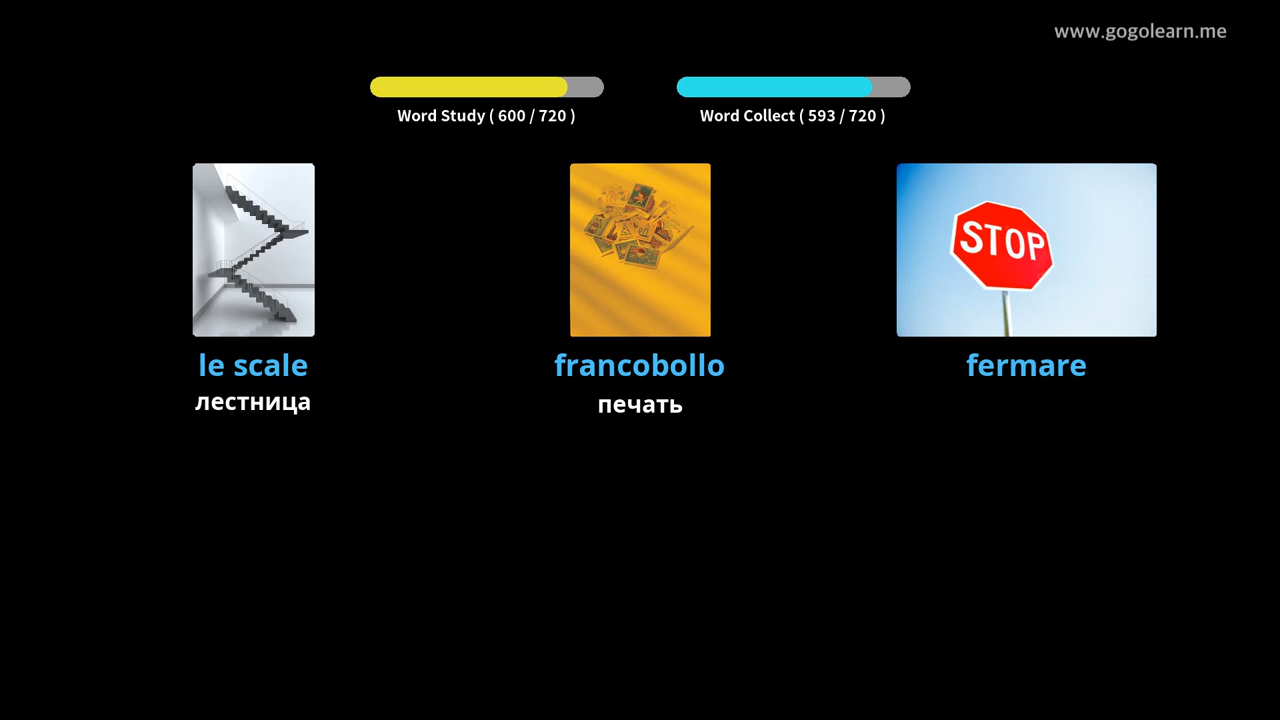 www.gogolearn.me
Word Study ( 600 / 720 )
Word Collect ( 593 / 720 )
STOP
le scale
francobollo
fermare
лестница
печать